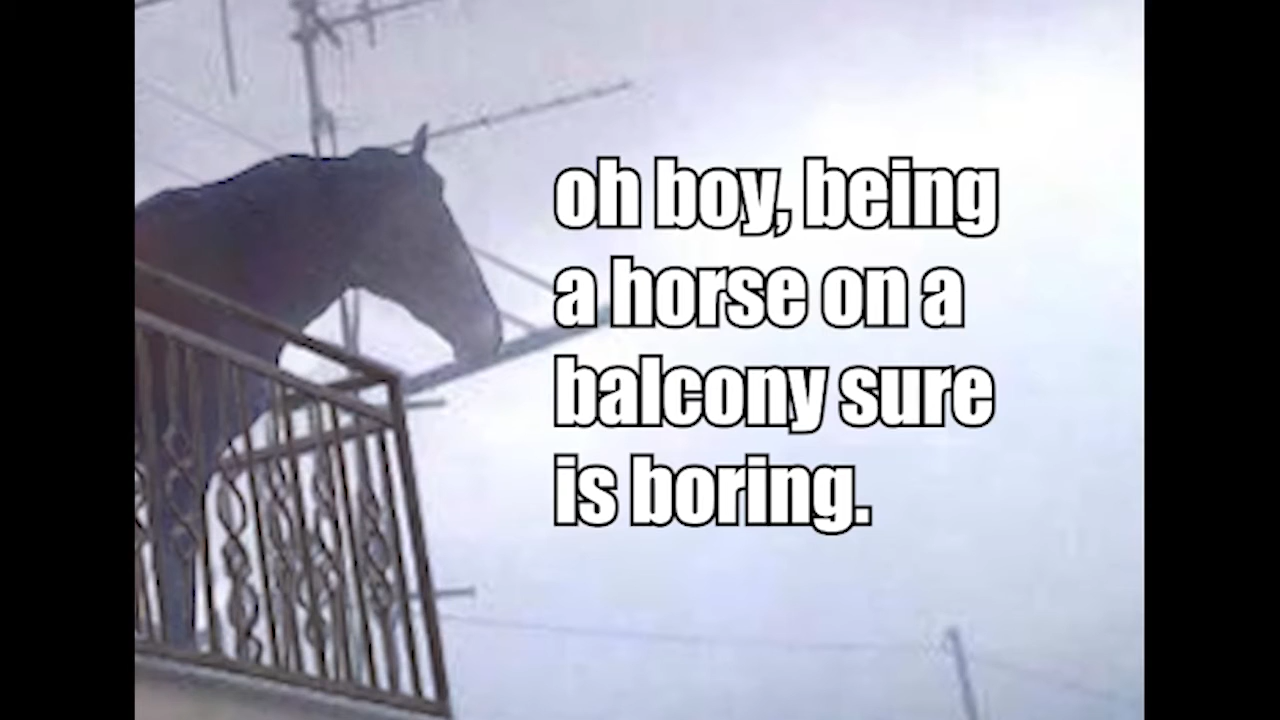 oh boy, being
a horse on a
balcony sure
is boring.